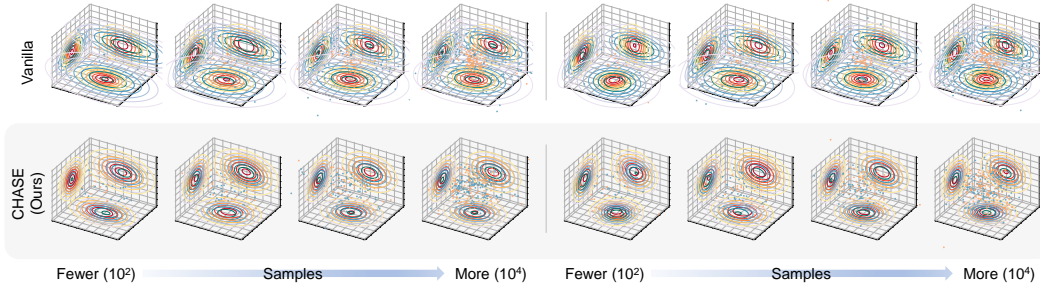 Vanilla
CHASE
(Ours)
Fewer (10²) Samples More (10⁴) Fewer (10²) Samples More (10⁴)